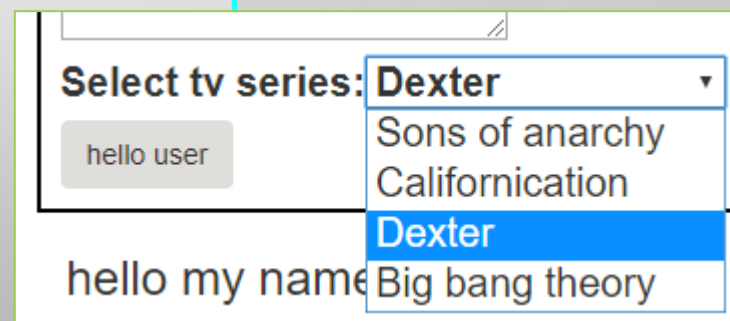 Select tv series: Dexter
Sons of anarchy
hello user
Californication
Dexter
hello my name
Big bang theory